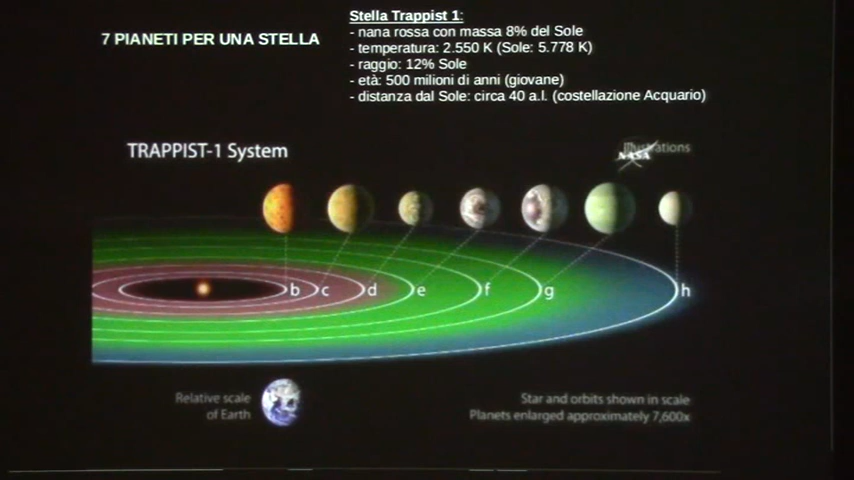 7 PIANETI PER UNA STELLA
Stella Trappist 1:
- nana rossa con massa 8% del Sole
- temperatura: 2.550 K (Sole: 5.778 K)
- raggio: 12% Sole
- età: 500 milioni di anni (giovane)
- distanza dal Sole: circa 40 a.l. (costellazione Acquario)
TRAPPIST-1 System
Illustrations
NASA
b c d e f g h
Relative scale
of Earth
Star and orbits shown in scale
Planets enlarged approximately 7,600x